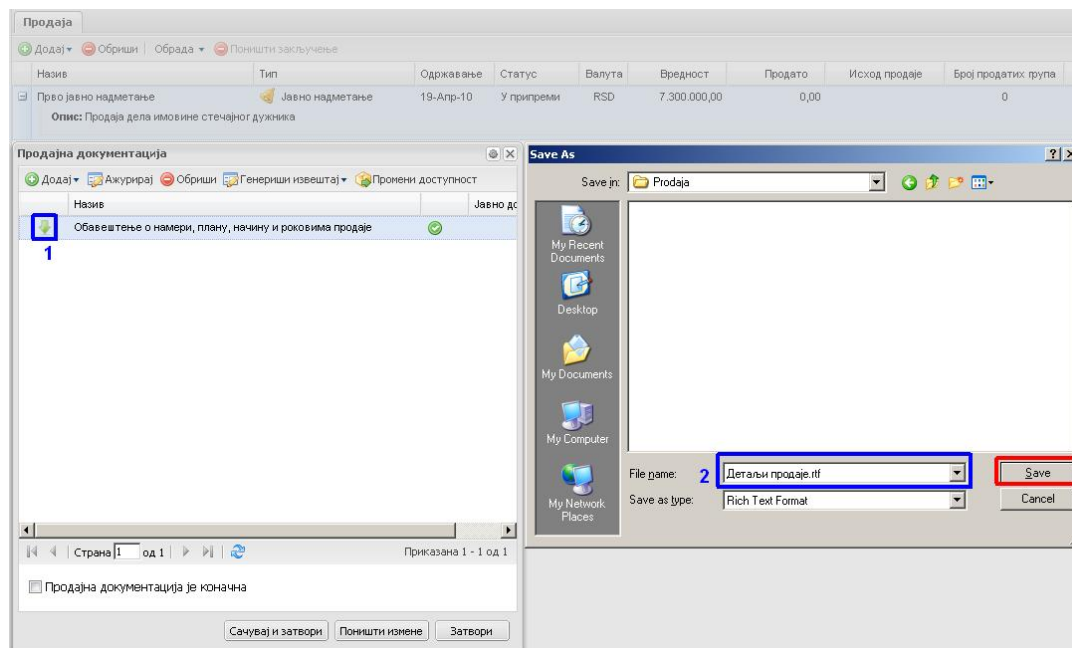 Продаја
Додај Обриши Обрада Поништи закључење
Назив Тип Одржавање Статус Валута Вредност Продато Исход продаје Број продатих група
Прво јавно надметање Јавно надметање 19-Апр-10 У припреми RSD 7.300.000,00 0,00 0
Опис: Продаја дела имовине стечајног дужника
Продајна документација
Додај Ажурирај Обриши Генериши извештај Промени доступност
Назив Јавно до
Обавештење о намери, плану, начину и роковима продаје
1
Страна 1 од 1 Приказана 1 - 1 од 1
Продајна документација је коначна
Сачувај и затвори Поништи измене Затвори
Save As
Save in: Prodaja
My Recent
Documents
Desktop
My Documents
My Computer
My Network
Places
File name: 2 Детаљи продаје.rtf Save
Save as type: Rich Text Format Cancel